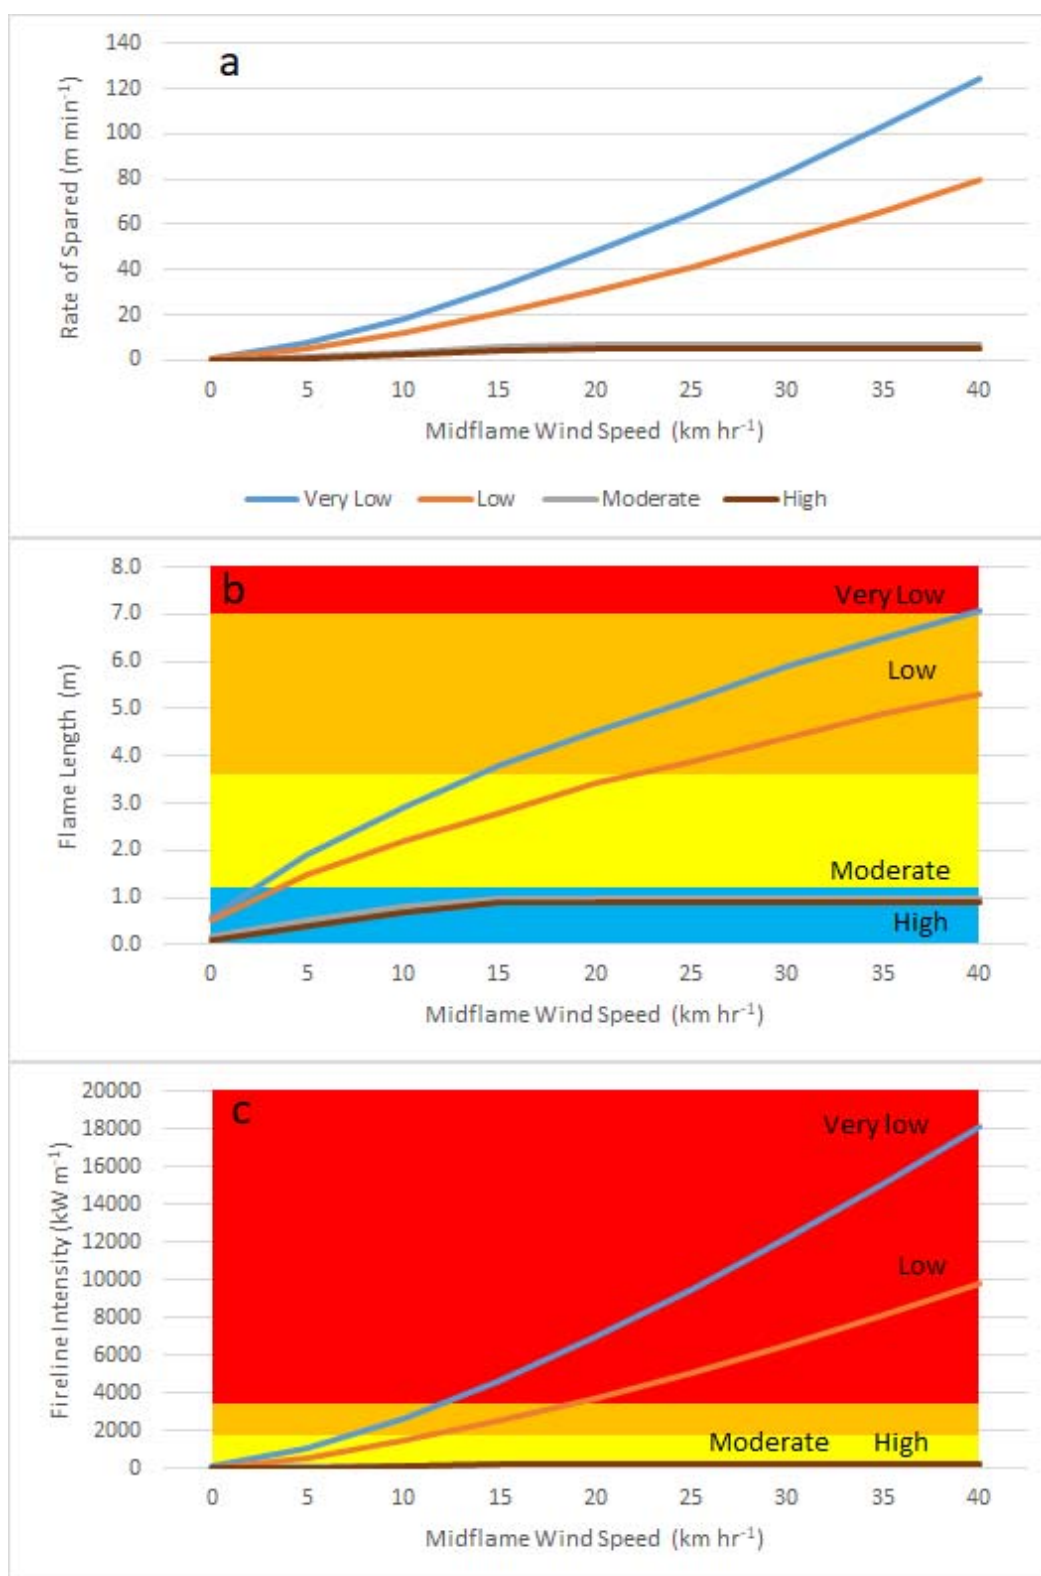 a
140
120
100
80
60
40
20
0
Rate of Spared (m min⁻¹)
0 5 10 15 20 25 30 35 40
Midflame Wind Speed (km hr⁻¹)
Very Low Low Moderate High
b
8.0
7.0
6.0
5.0
4.0
3.0
2.0
1.0
0.0
Flame Length (m)
Very Low
Low
Moderate
High
0 5 10 15 20 25 30 35 40
Midflame Wind Speed (km hr⁻¹)
c
20000
18000
16000
14000
12000
10000
8000
6000
4000
2000
0
Fireline Intensity (kW m⁻¹)
Very low
Low
Moderate High
0 5 10 15 20 25 30 35 40
Midflame Wind Speed (km hr⁻¹)